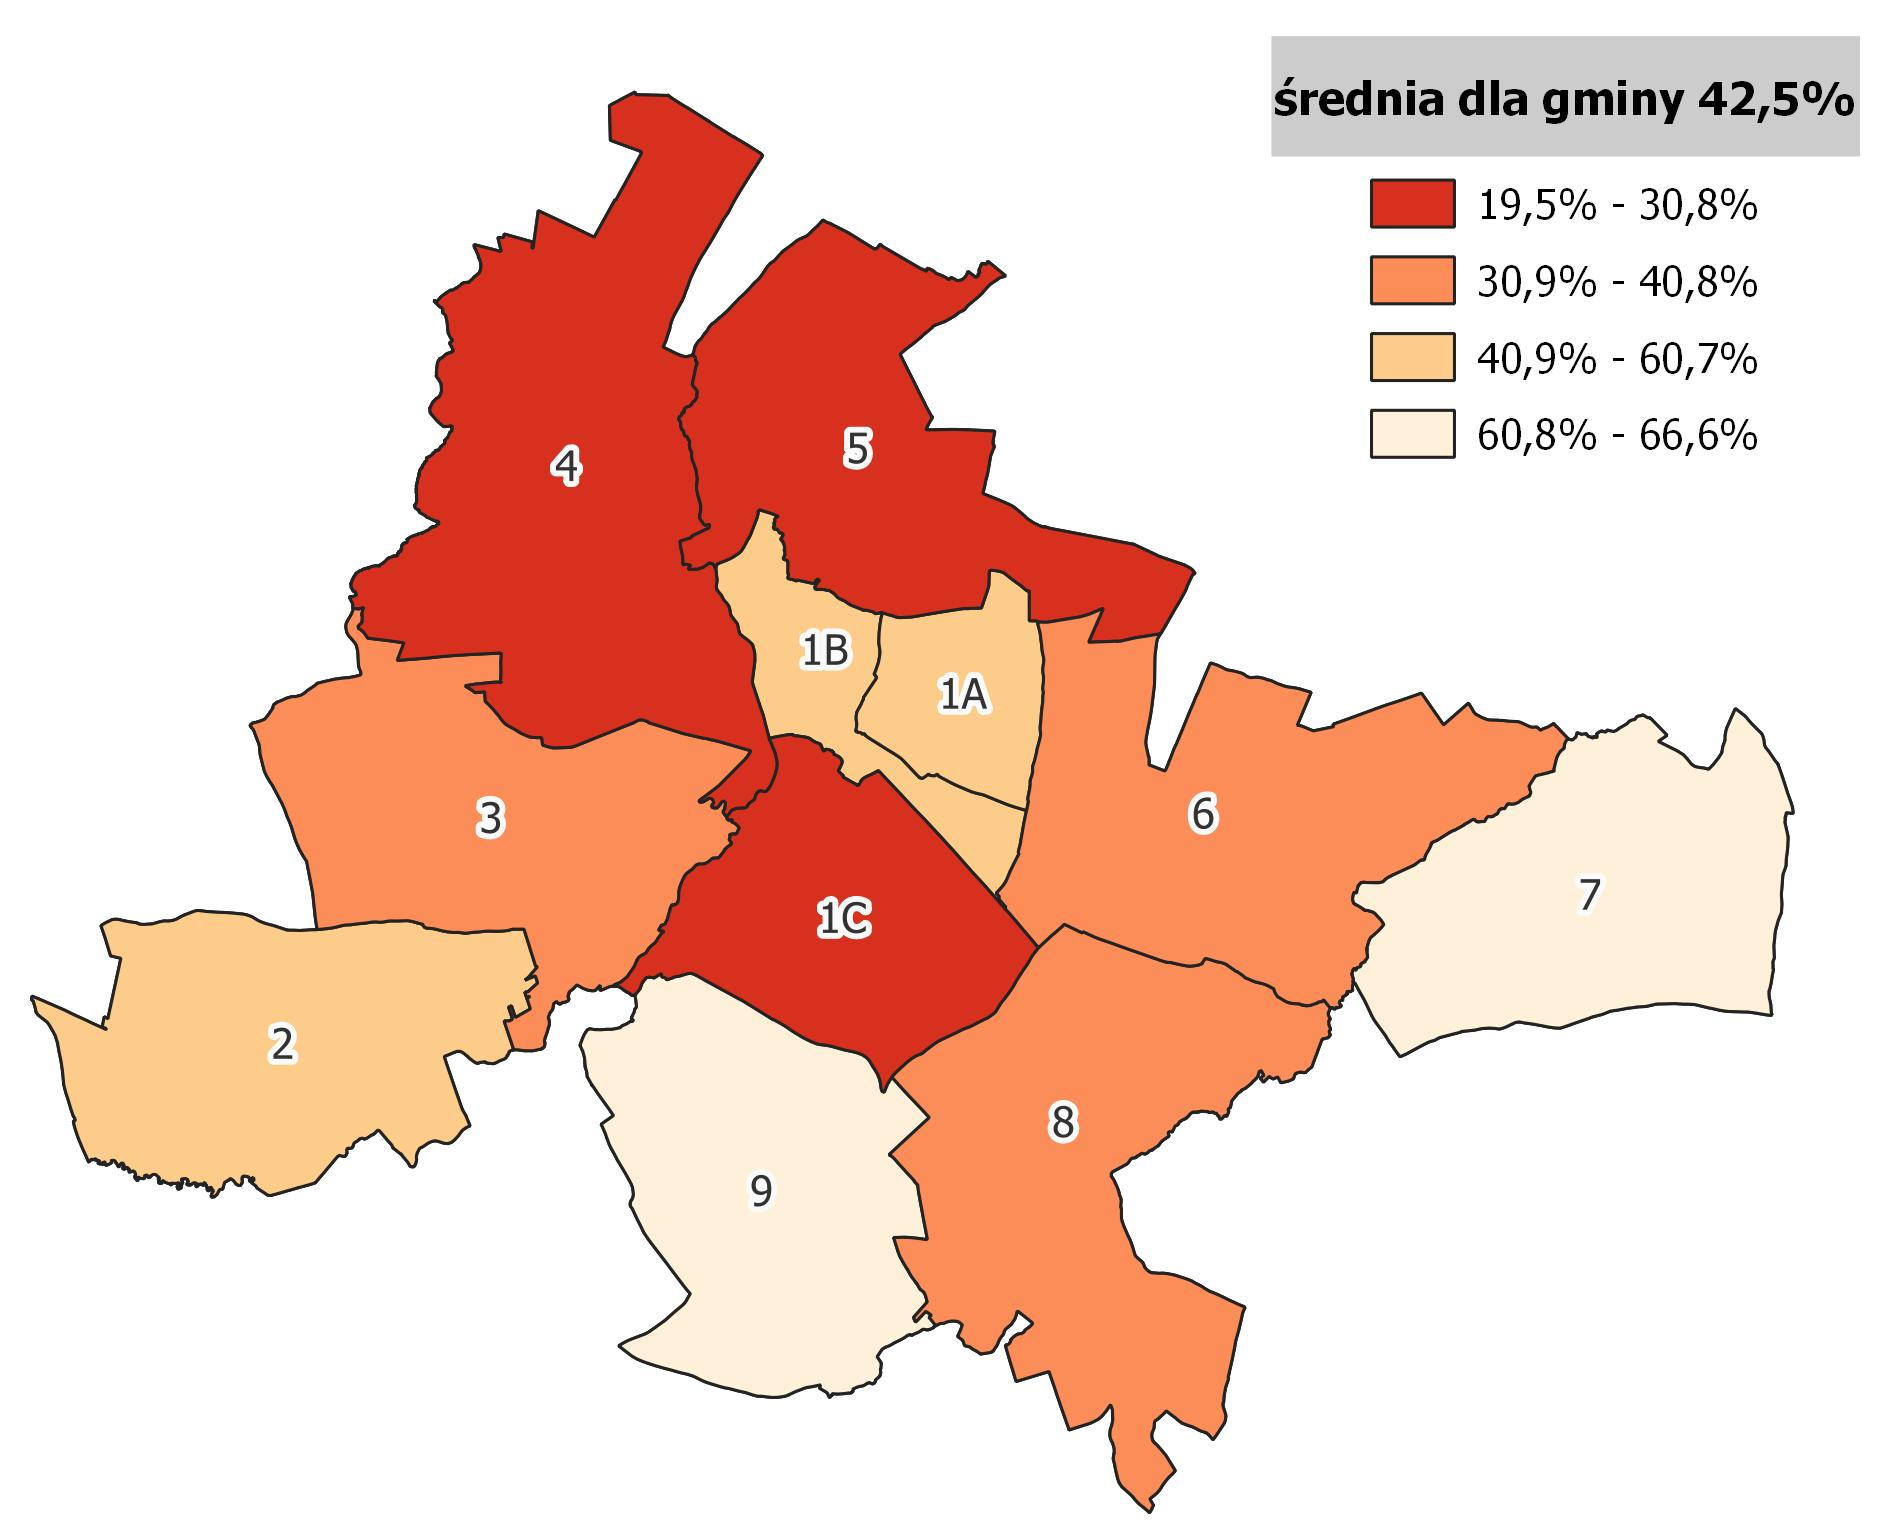 średnia dla gminy 42,5%
19,5% - 30,8%
30,9% - 40,8%
40,9% - 60,7%
60,8% - 66,6%
4
5
1B
1A
3
6
7
1C
2
8
9